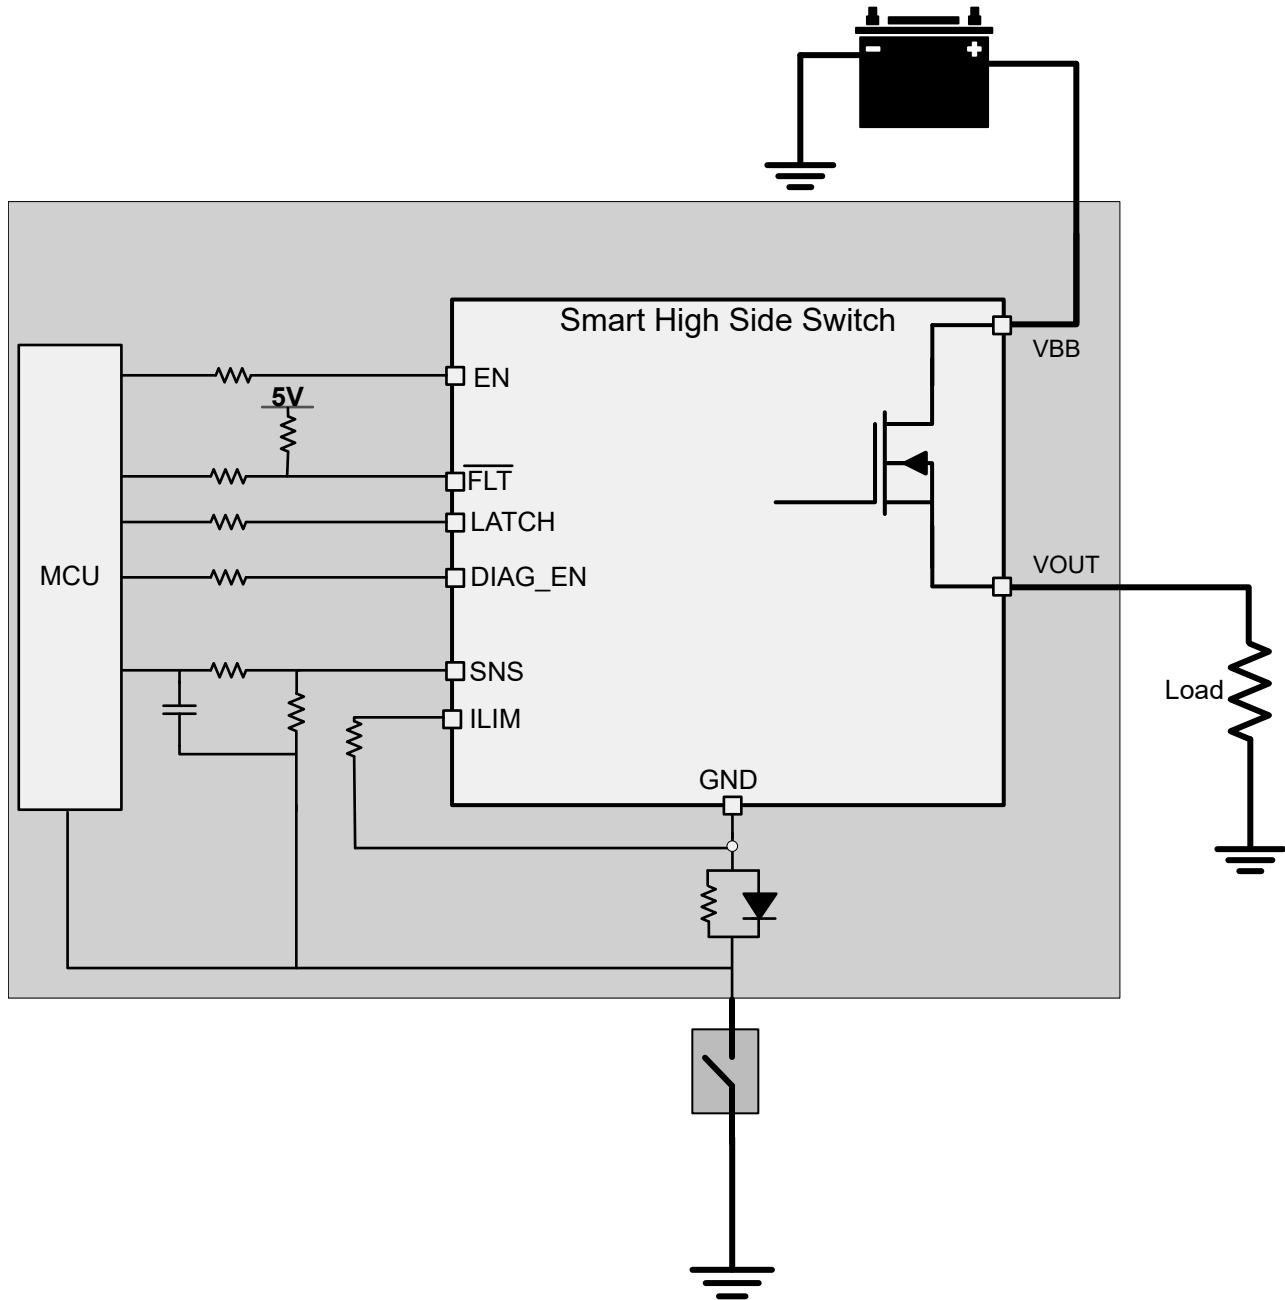 Smart High Side Switch
VBB
EN
5V
FLT
LATCH
MCU
DIAG_EN
VOUT
SNS
Load
ILIM
GND